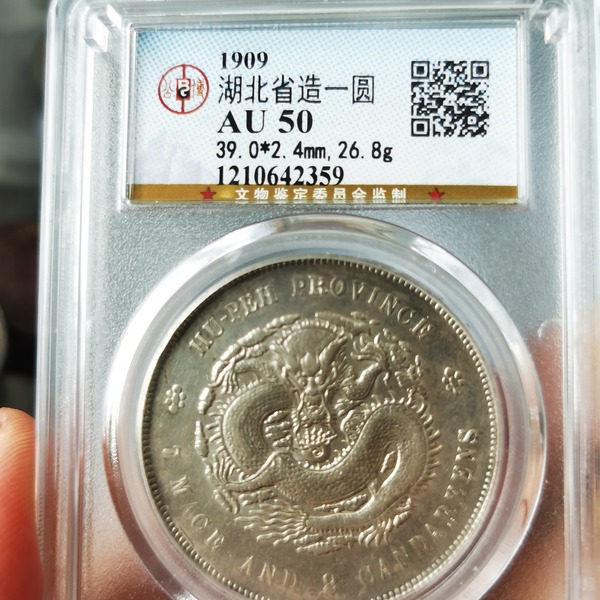 1909
湖北省造一圆
AU 50
39.0*2.4mm,26.8g
1210642359
文物鉴定委员会监制
HU-PEH PROVINCE
7 MACE AND 2 CANDAREENS